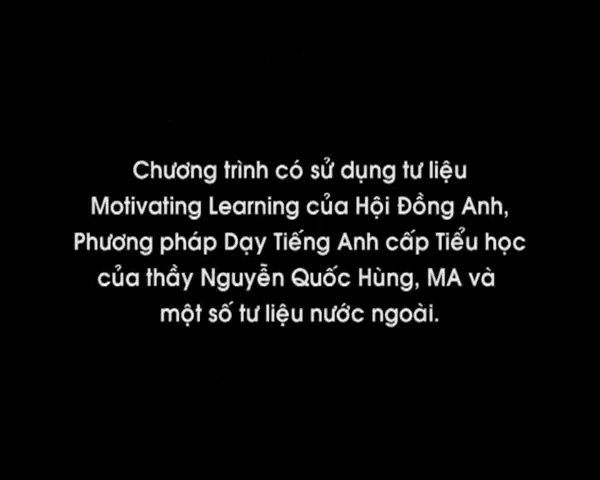 Chương trình có sử dụng tư liệu
Motivating Learning của Hội Đồng Anh,
Phương pháp Dạy Tiếng Anh cấp Tiểu học
của thầy Nguyễn Quốc Hùng, MA và
một số tư liệu nước ngoài.